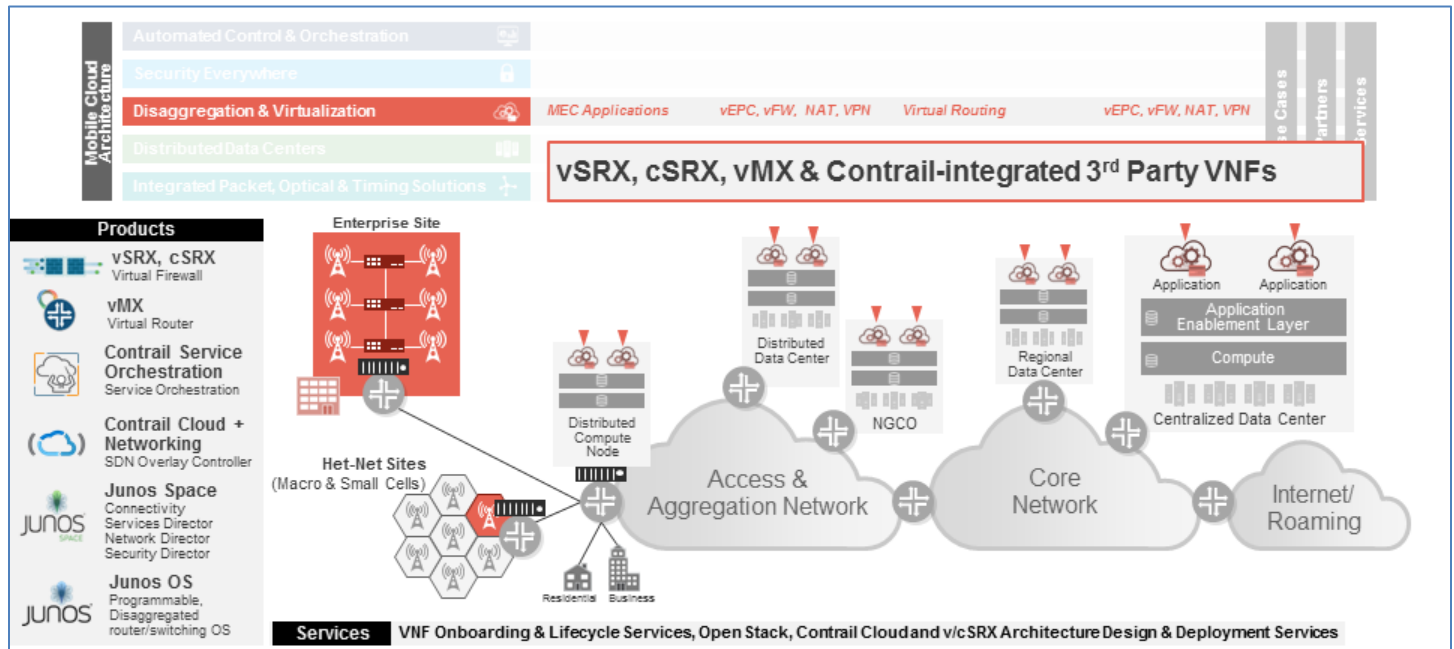 Mobile Cloud
Architecture
Automated Control & Orchestration
Security Everywhere
Disaggregation & Virtualization
MEC Applications
vEPC, vFW, NAT, VPN
Virtual Routing
vEPC, vFW, NAT, VPN
Distributed Data Centers
Integrated Packet, Optical & Timing Solutions
vSRX, cSRX, vMX & Contrail-integrated 3rd Party VNFs
se Cases
Partners
Services
Products
vSRX, cSRX
Virtual Firewall
vMX
Virtual Router
Contrail Service
Orchestration
Service Orchestration
Contrail Cloud +
Networking
SDN Overlay Controller
JUNOS
SPACE
Junos Space
Connectivity
Services Director
Network Director
Security Director
JUNOS
Junos OS
Programmable,
Disaggregated
router/switching OS
Enterprise Site
Het-Net Sites
(Macro & Small Cells)
Distributed
Compute
Node
Residential
Business
Distributed
Data Center
NGCO
Access &
Aggregation Network
Regional
Data Center
Core
Network
Application
Application
Application
Enablement Layer
Compute
Centralized Data Center
Internet/
Roaming
Services
VNF Onboarding & Lifecycle Services, Open Stack, Contrail Cloud and v/cSRX Architecture Design & Deployment Services